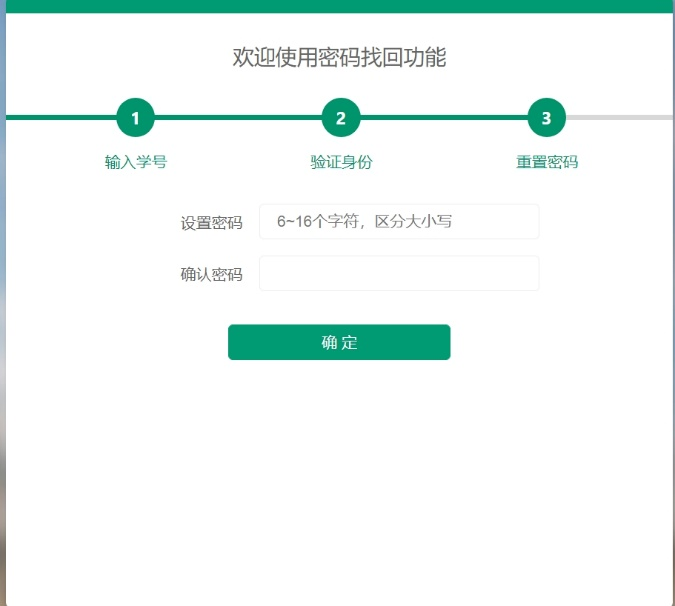 欢迎使用密码找回功能
1 2 3
输入学号 验证身份 重置密码
设置密码 6~16个字符，区分大小写
确认密码
确 定